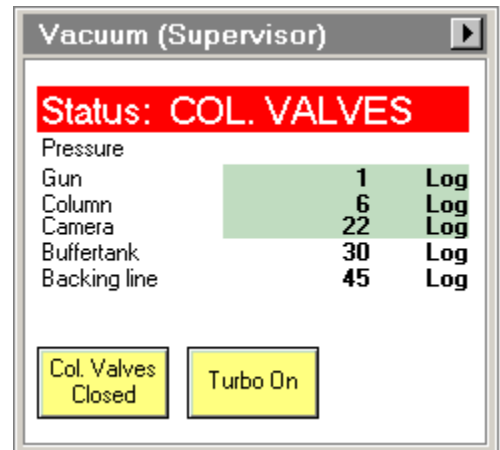 Vacuum (Supervisor)
Status: COL. VALVES
Pressure
Gun 1 Log
Column 6 Log
Camera 22 Log
Buffertank 30 Log
Backing line 45 Log
Col. Valves
Closed
Turbo On